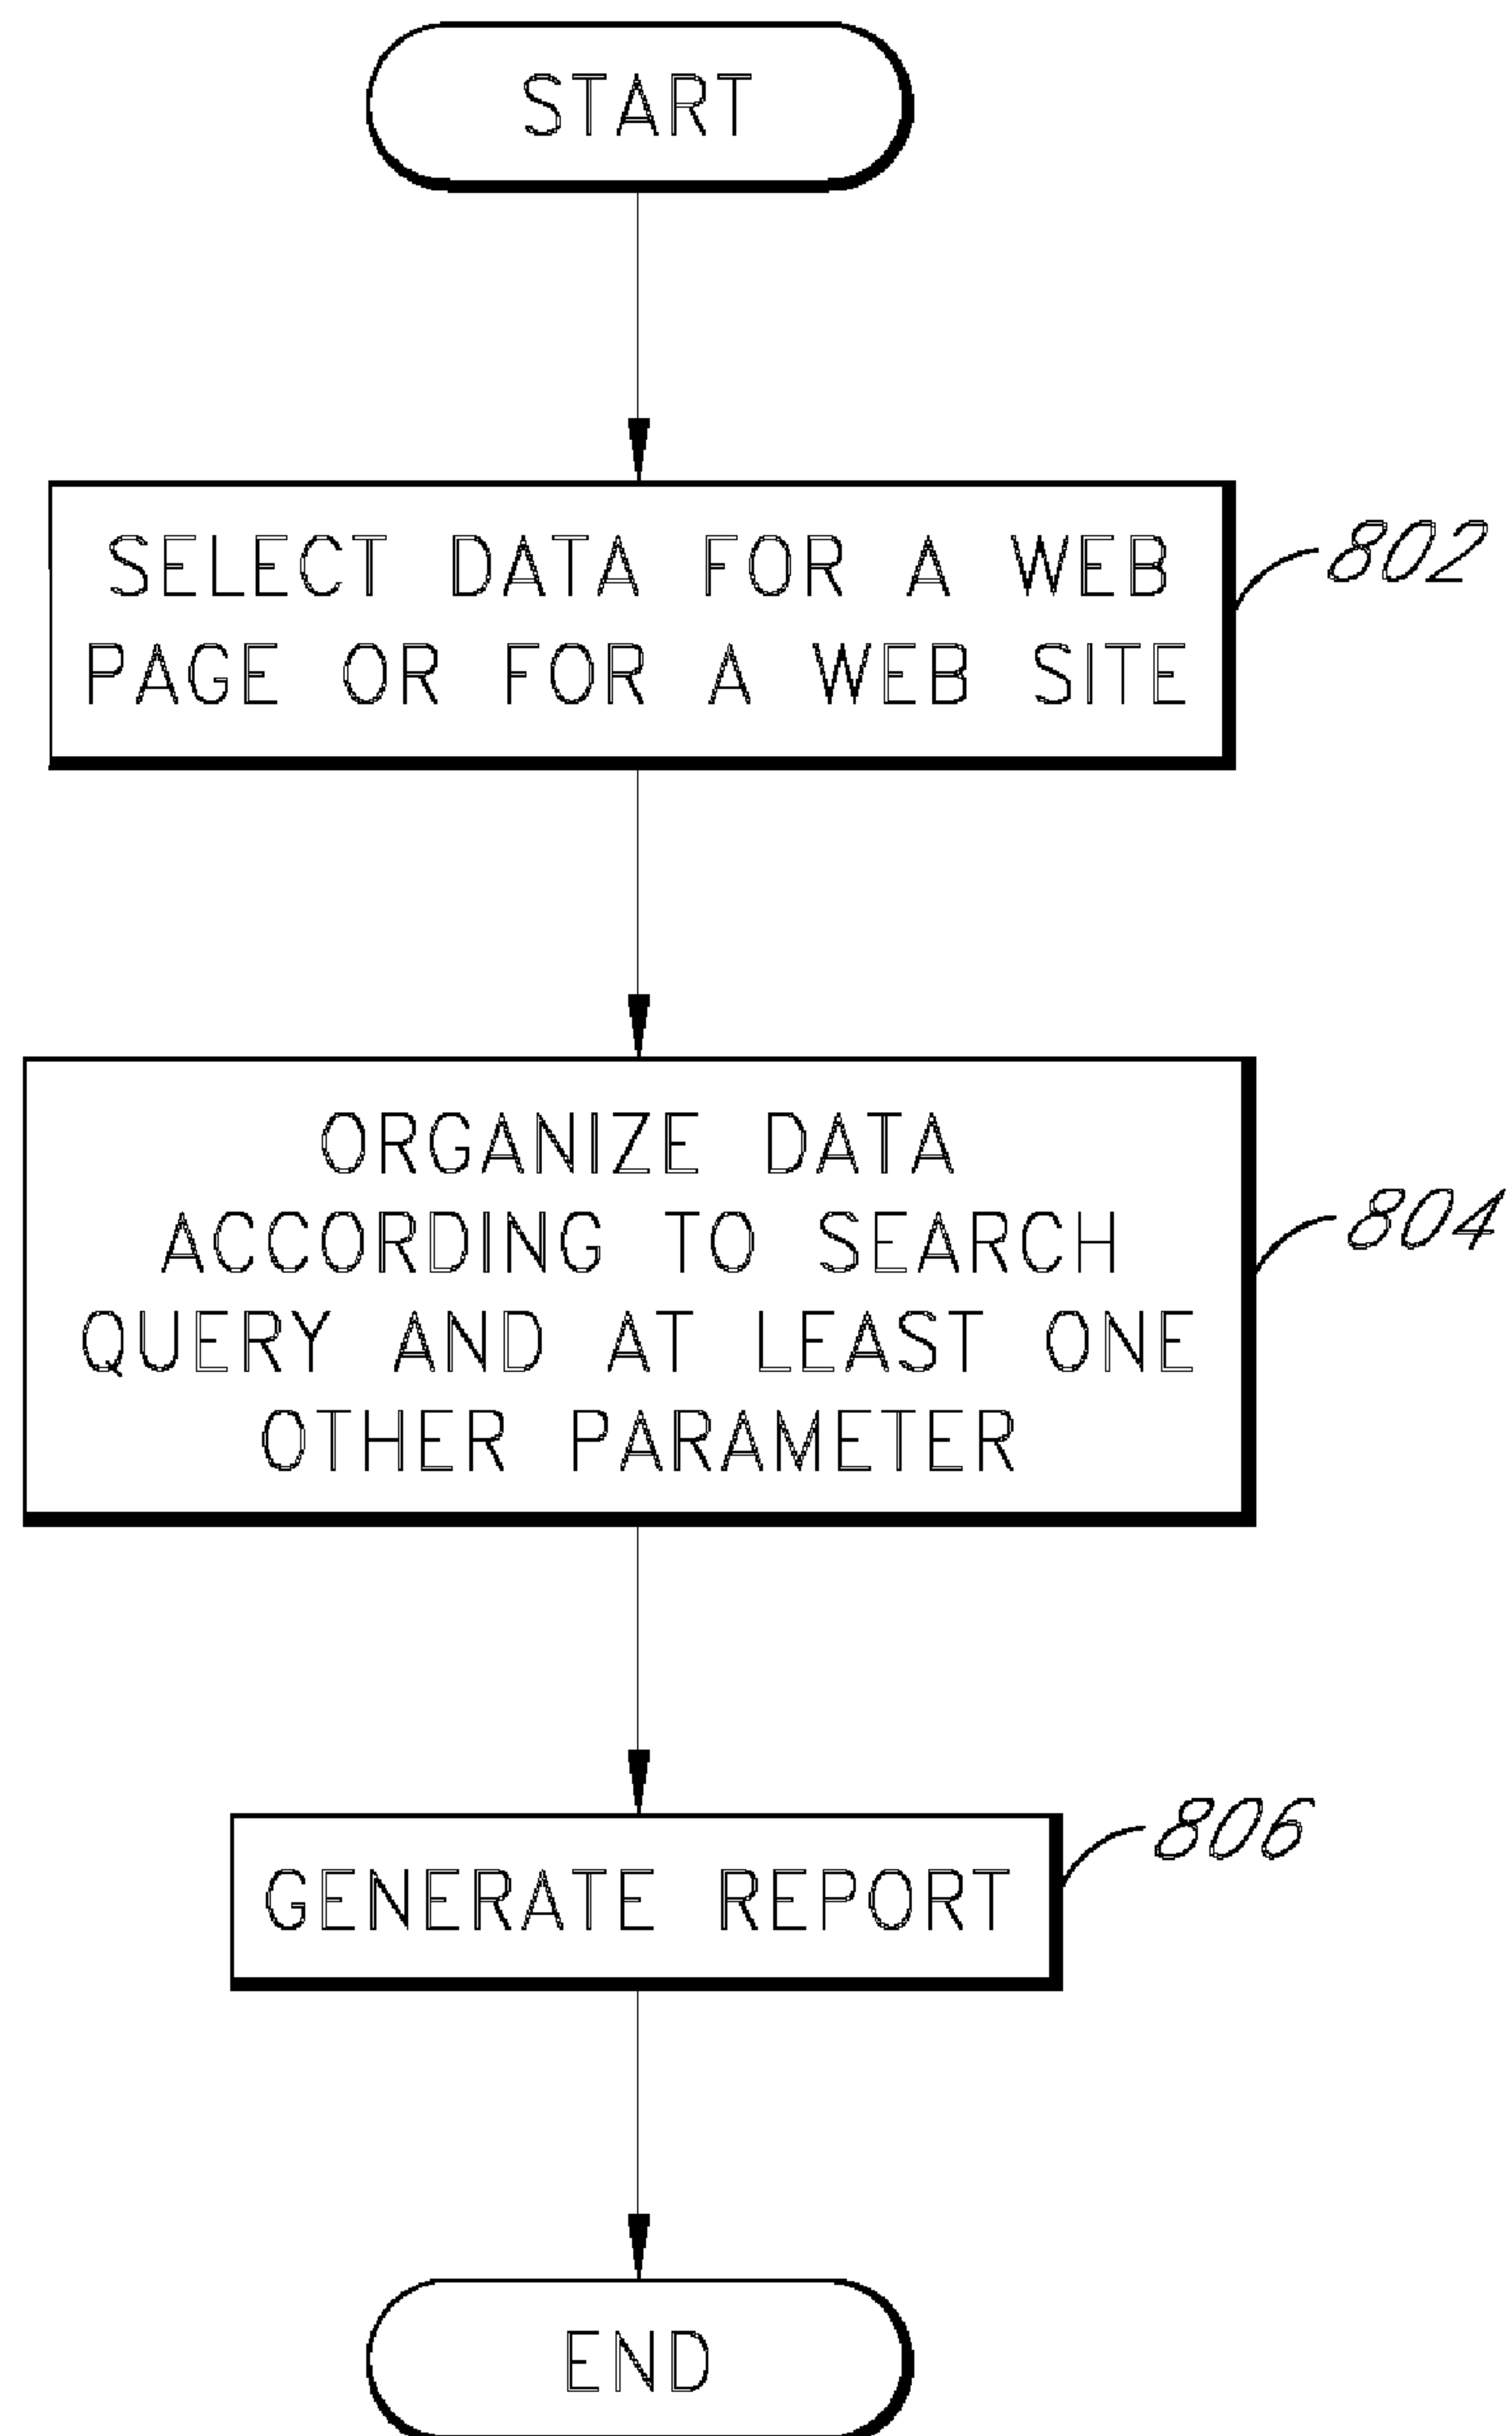 START
SELECT DATA FOR A WEB
PAGE OR FOR A WEB SITE
802
ORGANIZE DATA
ACCORDING TO SEARCH
QUERY AND AT LEAST ONE
OTHER PARAMETER
804
GENERATE REPORT
806
END